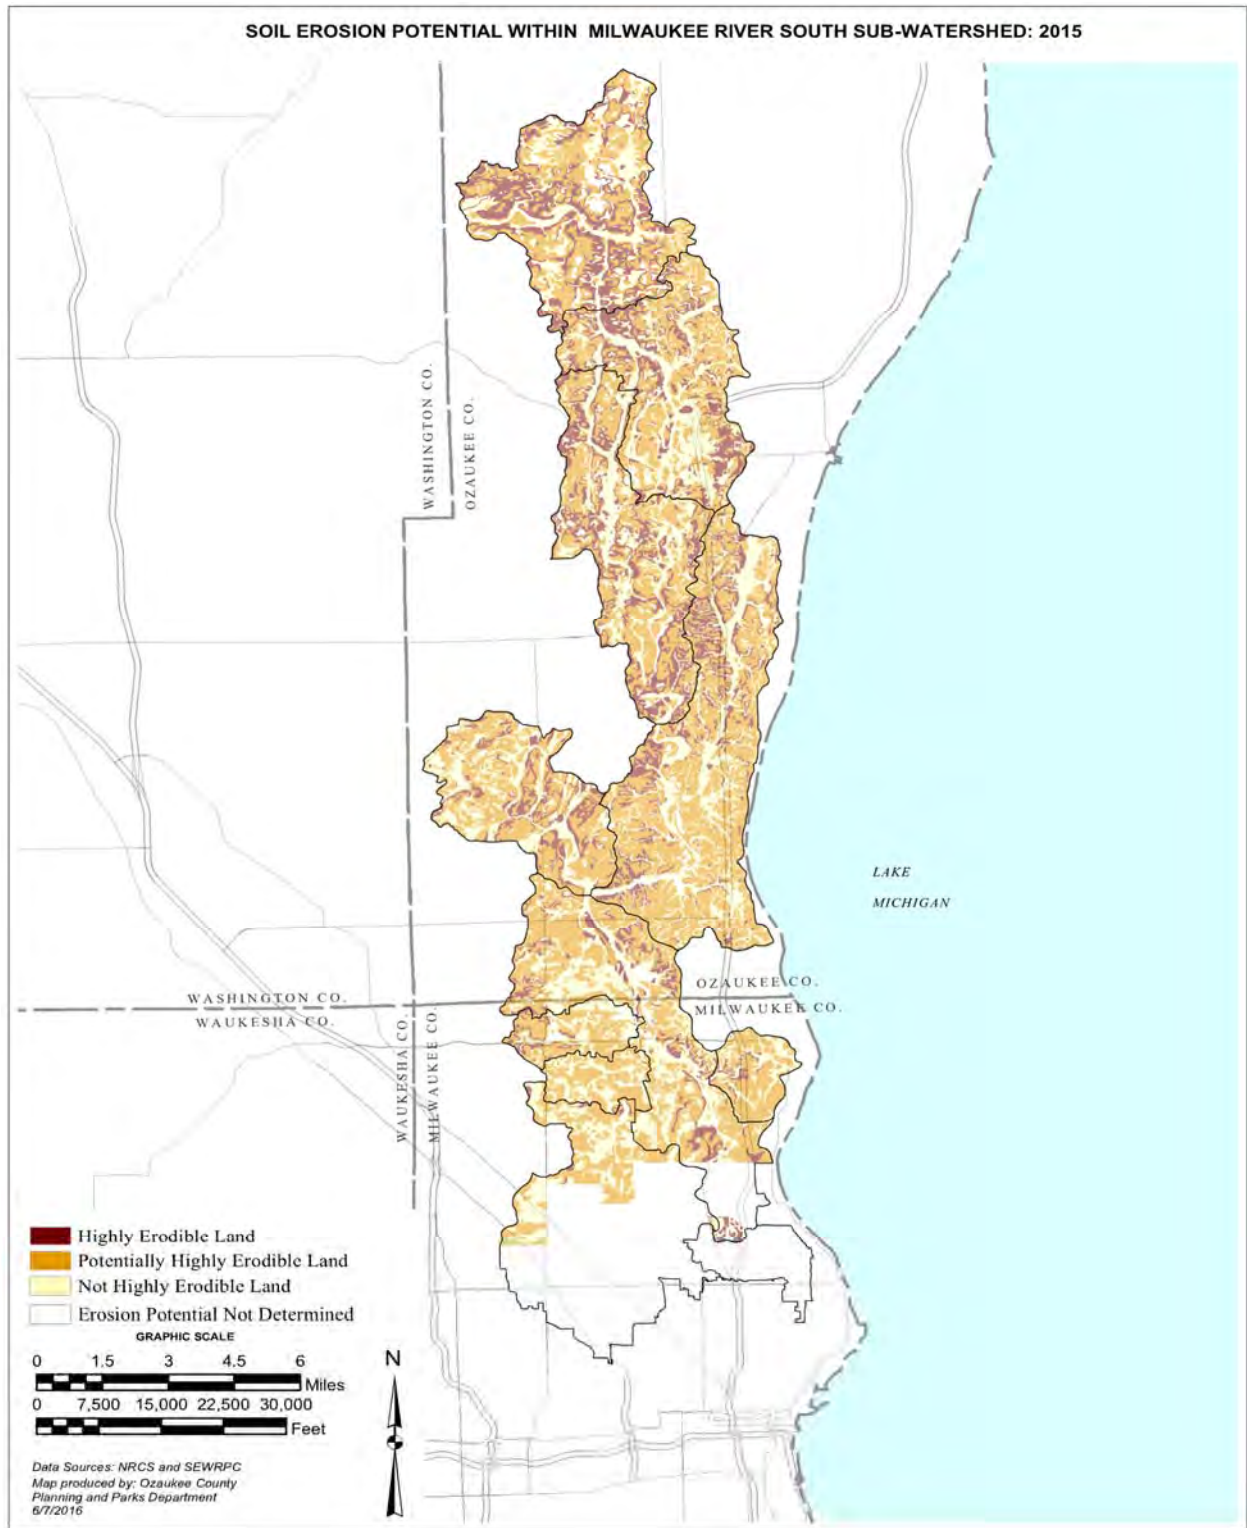 SOIL EROSION POTENTIAL WITHIN MILWAUKEE RIVER SOUTH SUB-WATERSHED: 2015
WASHINGTON CO.
OZAUKEE CO.
LAKE
MICHIGAN
WASHINGTON CO.
WAUKESHA CO.
OZAUKEE CO.
MILWAUKEE CO.
WAUKESHA CO.
MILWAUKEE CO.
Highly Erodible Land
Potentially Highly Erodible Land
Not Highly Erodible Land
Erosion Potential Not Determined
GRAPHIC SCALE
0 1.5 3 4.5 6
Miles
0 7,500 15,000 22,500 30,000
Feet
N
Data Sources: NRCS and SEWRPC
Map produced by: Ozaukee County
Planning and Parks Department
6/7/2016